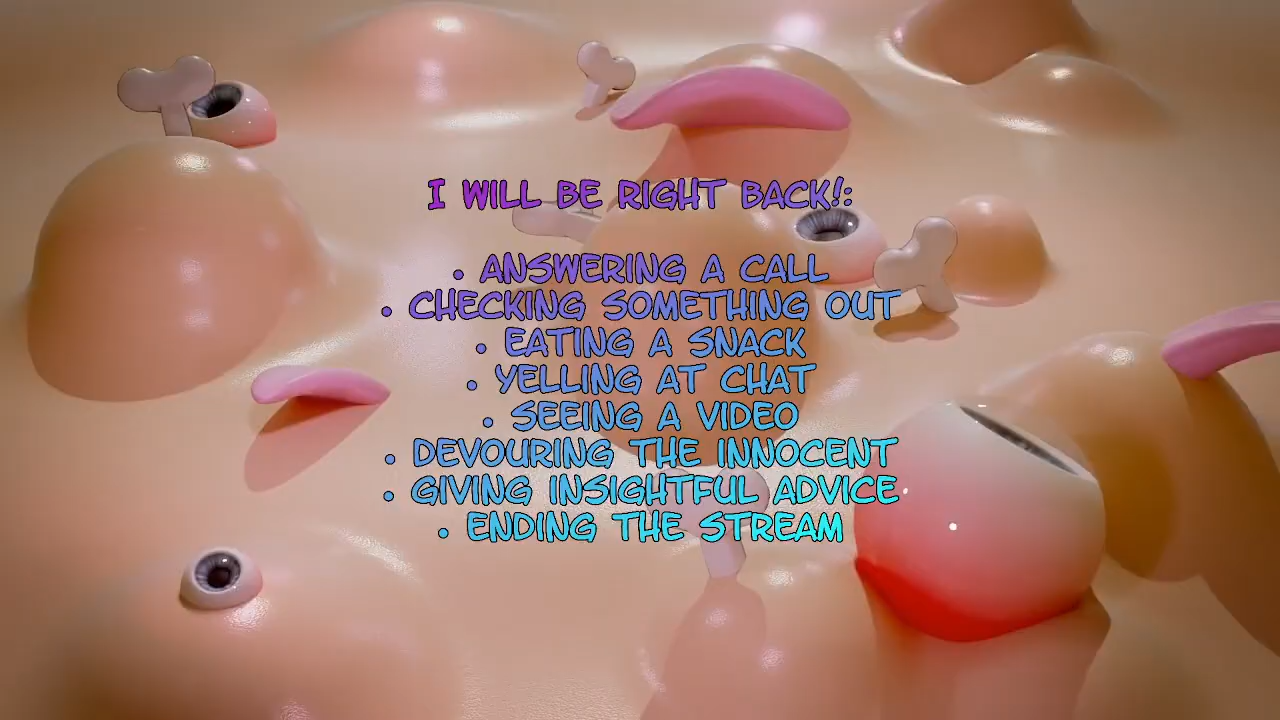 I WILL BE RIGHT BACK!:
• ANSWERING A CALL
• CHECKING SOMETHING OUT
• EATING A SNACK
• YELLING AT CHAT
• SEEING A VIDEO
• DEVOURING THE INNOCENT
• GIVING INSIGHTFUL ADVICE
• ENDING THE STREAM